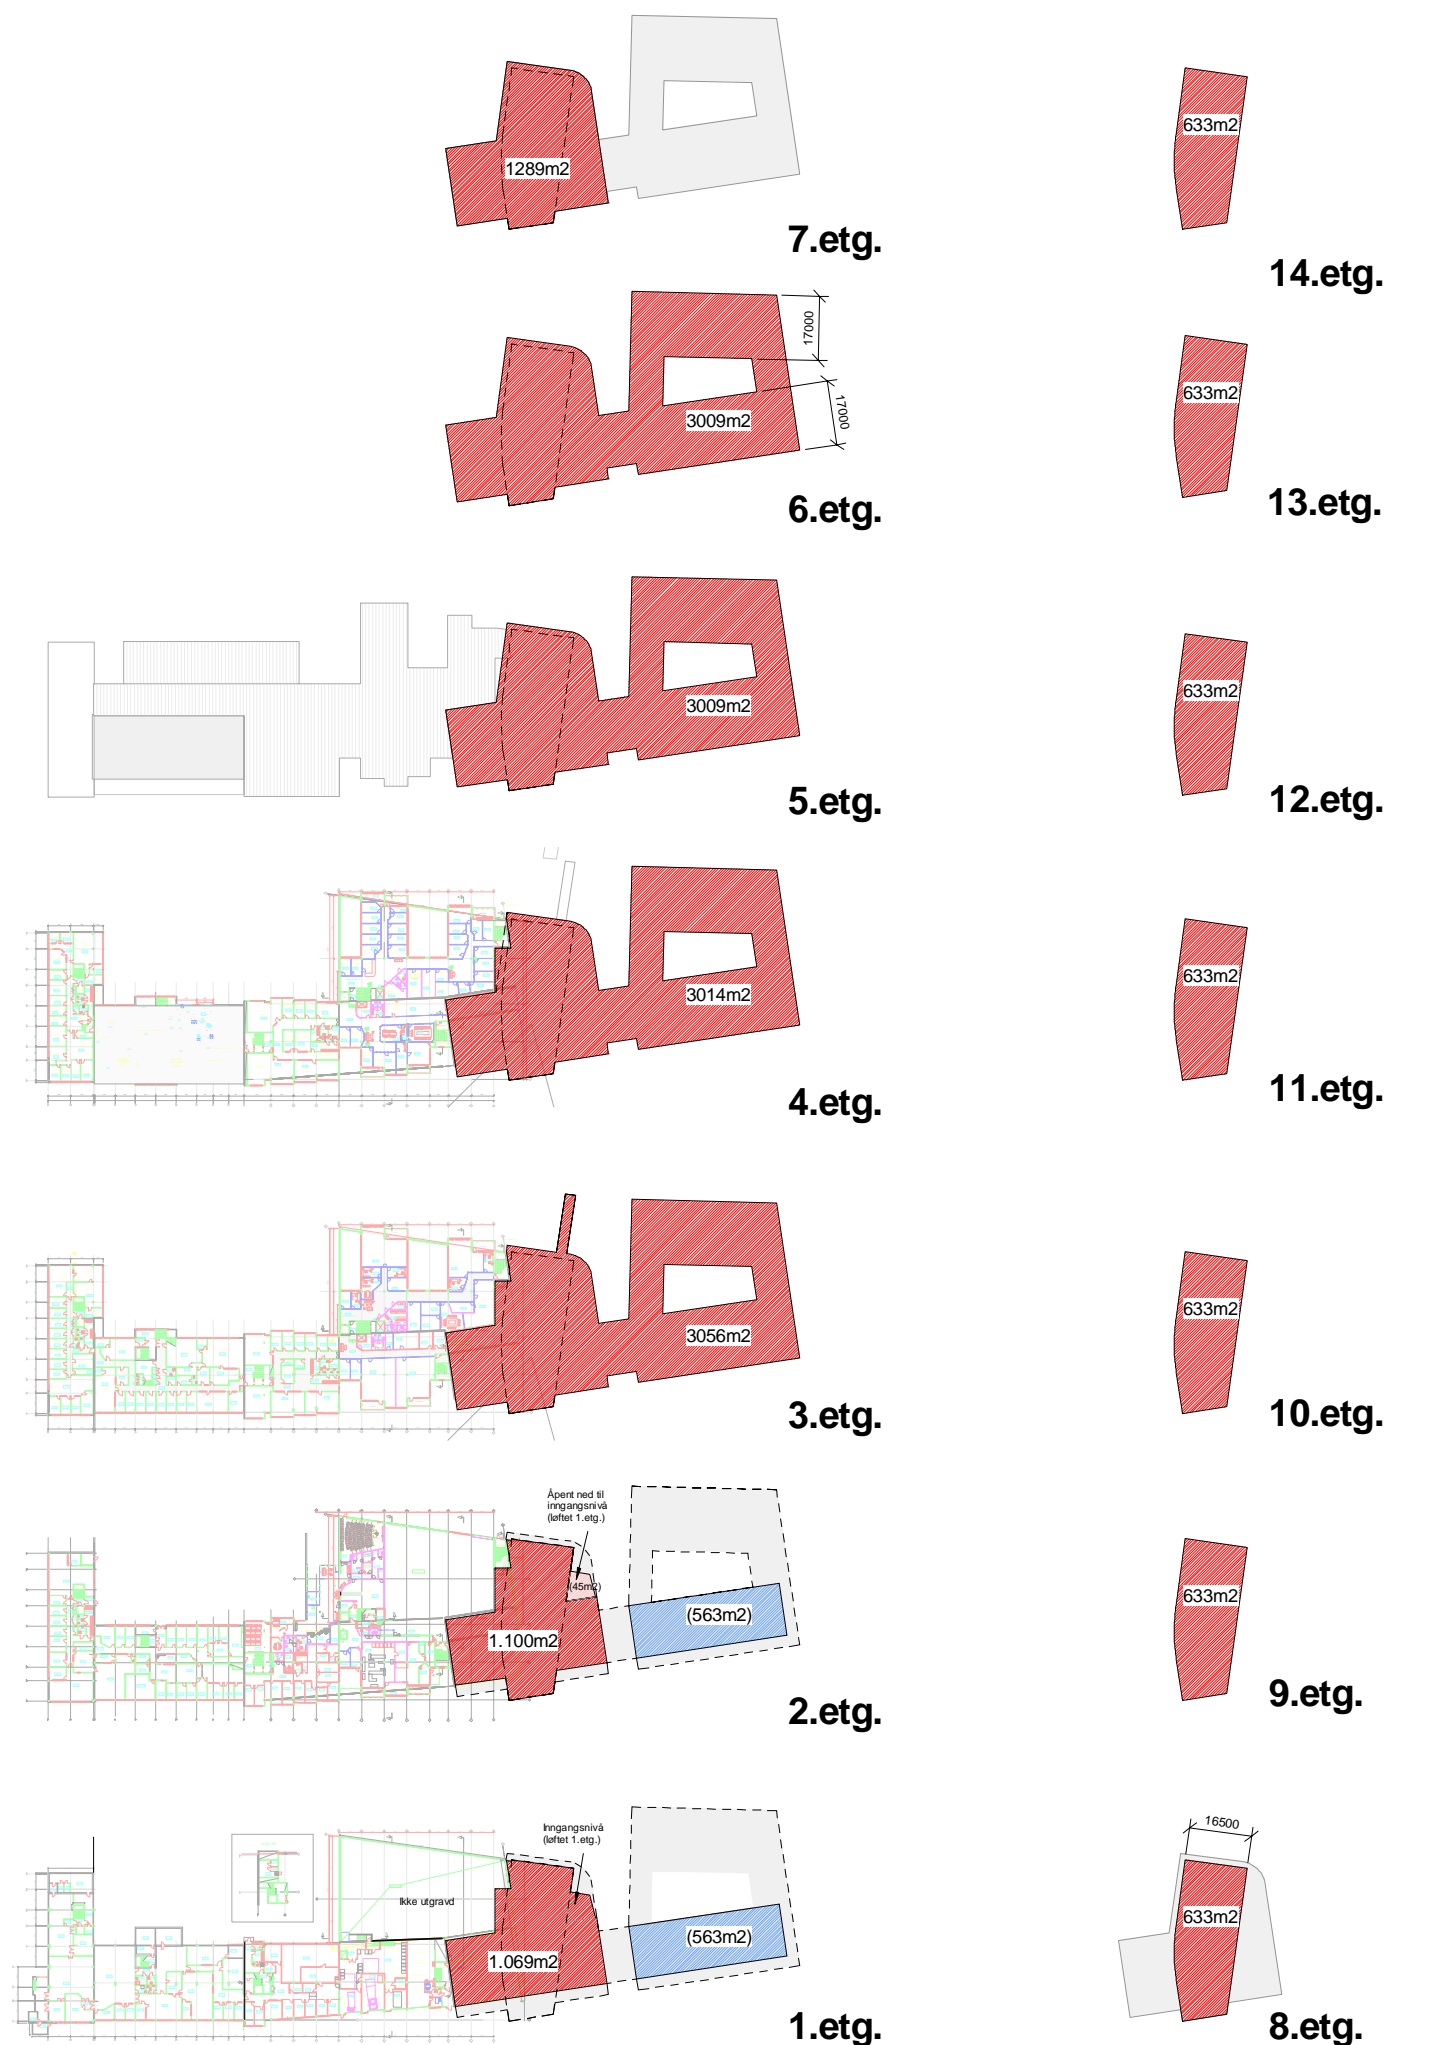 1289m2
7.etg.
633m2
14.etg.
17000
17000
3009m2
6.etg.
633m2
13.etg.
3009m2
5.etg.
633m2
12.etg.
3014m2
4.etg.
633m2
11.etg.
3056m2
3.etg.
633m2
10.etg.
Åpent ned til
inngangsnivå
(løftet 1.etg.)
(45m2)
(563m2)
1.100m2
2.etg.
633m2
9.etg.
Inngangsnivå
(løftet 1.etg.)
Ikke utgravd
(563m2)
1.069m2
1.etg.
16500
633m2
8.etg.